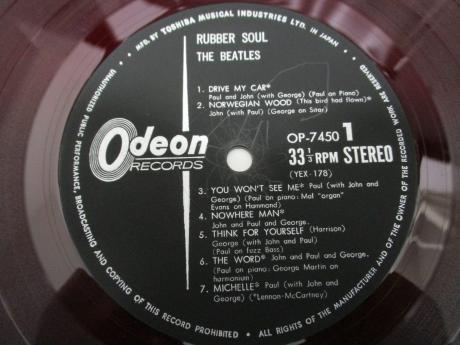 MFD. BY TOSHIBA MUSICAL INDUSTRIES LTD. IN JAPAN
RUBBER SOUL
THE BEATLES
1. DRIVE MY CAR*
Paul and John (with George) (Paul on Piano)
2. NORWEGIAN WOOD (This bird had flown)*
John (with Paul) (George on Sitar)
Odeon
RECORDS
OP-7450 1
33 1/3 RPM STEREO
(YEX-178)
3. YOU WON'T SEE ME* Paul (with John and
George) (Paul on piano: Mal "organ"
Evans on Hammond)
4. NOWHERE MAN*
John and Paul and George.
5. THINK FOR YOURSELF (Harrison)
George (with John and Paul)
(Paul on fuzz Bass)
6. THE WORD* John and Paul and George.
(Paul on piano: George Martin on
harmonium)
7. MICHELLE* Paul (with John and
George) (*Lennon-McCartney)
UNAUTHORIZED PUBLIC PERFORMANCE, BROADCASTING AND COPYING OF THIS RECORD PROHIBITED • ALL RIGHTS OF THE MANUFACTURER AND OF THE OWNER OF THE RECORDED WORK ARE RESERVED